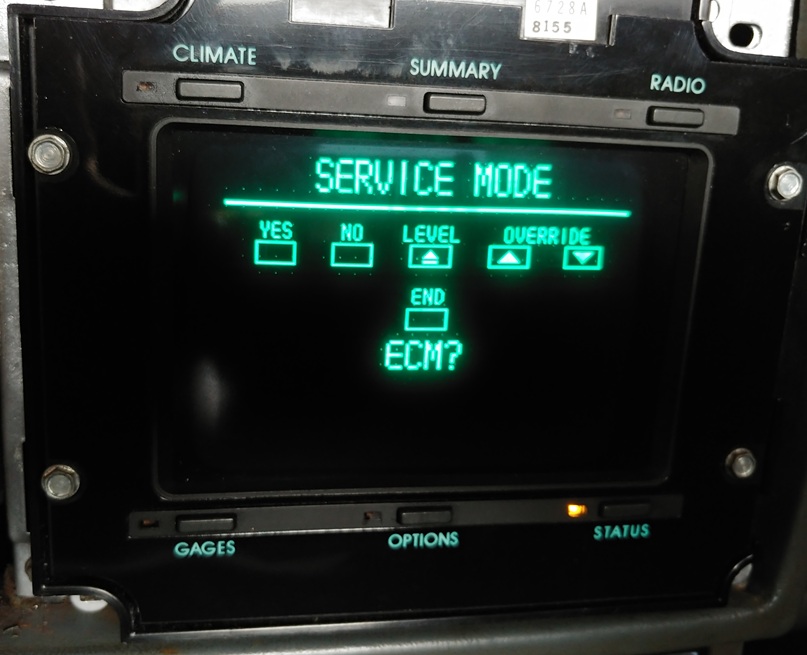 6728A
8155
CLIMATE SUMMARY RADIO
SERVICE MODE
YES NO LEVEL OVERRIDE
END
ECM?
GAGES OPTIONS STATUS